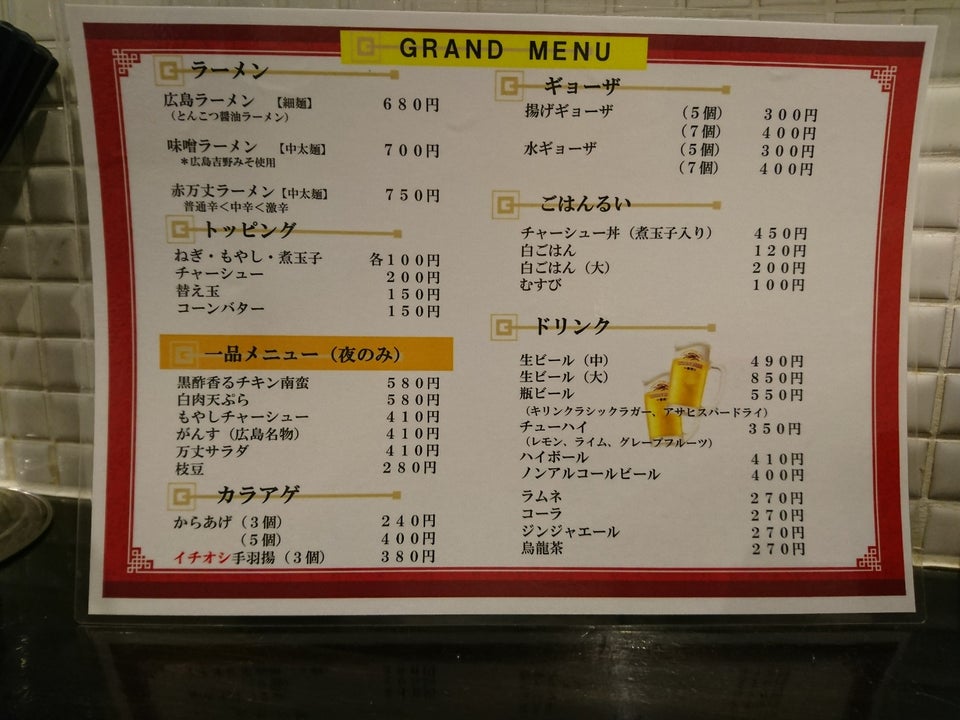 GRAND MENU
ラーメン
広島ラーメン 【細麺】 680円
（とんこつ醤油ラーメン）
味噌ラーメン 【中太麺】 700円
＊広島吉野みそ使用
赤万丈ラーメン【中太麺】 750円
普通辛＜中辛＜激辛
トッピング
ねぎ・もやし・煮玉子 各100円
チャーシュー 200円
替え玉 150円
コーンバター 150円
一品メニュー（夜のみ）
黒酢香るチキン南蛮 580円
白肉天ぷら 580円
もやしチャーシュー 410円
がんす（広島名物） 410円
万丈サラダ 410円
枝豆 280円
カラアゲ
からあげ（3個） 240円
（5個） 400円
イチオシ手羽揚（3個） 380円
ギョーザ
揚げギョーザ （5個） 300円
（7個） 400円
水ギョーザ （5個） 300円
（7個） 400円
ごはんるい
チャーシュー丼（煮玉子入り） 450円
白ごはん 120円
白ごはん（大） 200円
むすび 100円
ドリンク
生ビール（中） 490円
生ビール（大） 850円
瓶ビール 550円
（キリンクラシックラガー、アサヒスパードライ）
チューハイ 350円
（レモン、ライム、グレープフルーツ）
ハイボール 410円
ノンアルコールビール 400円
ラムネ 270円
コーラ 270円
ジンジャエール 270円
烏龍茶 270円